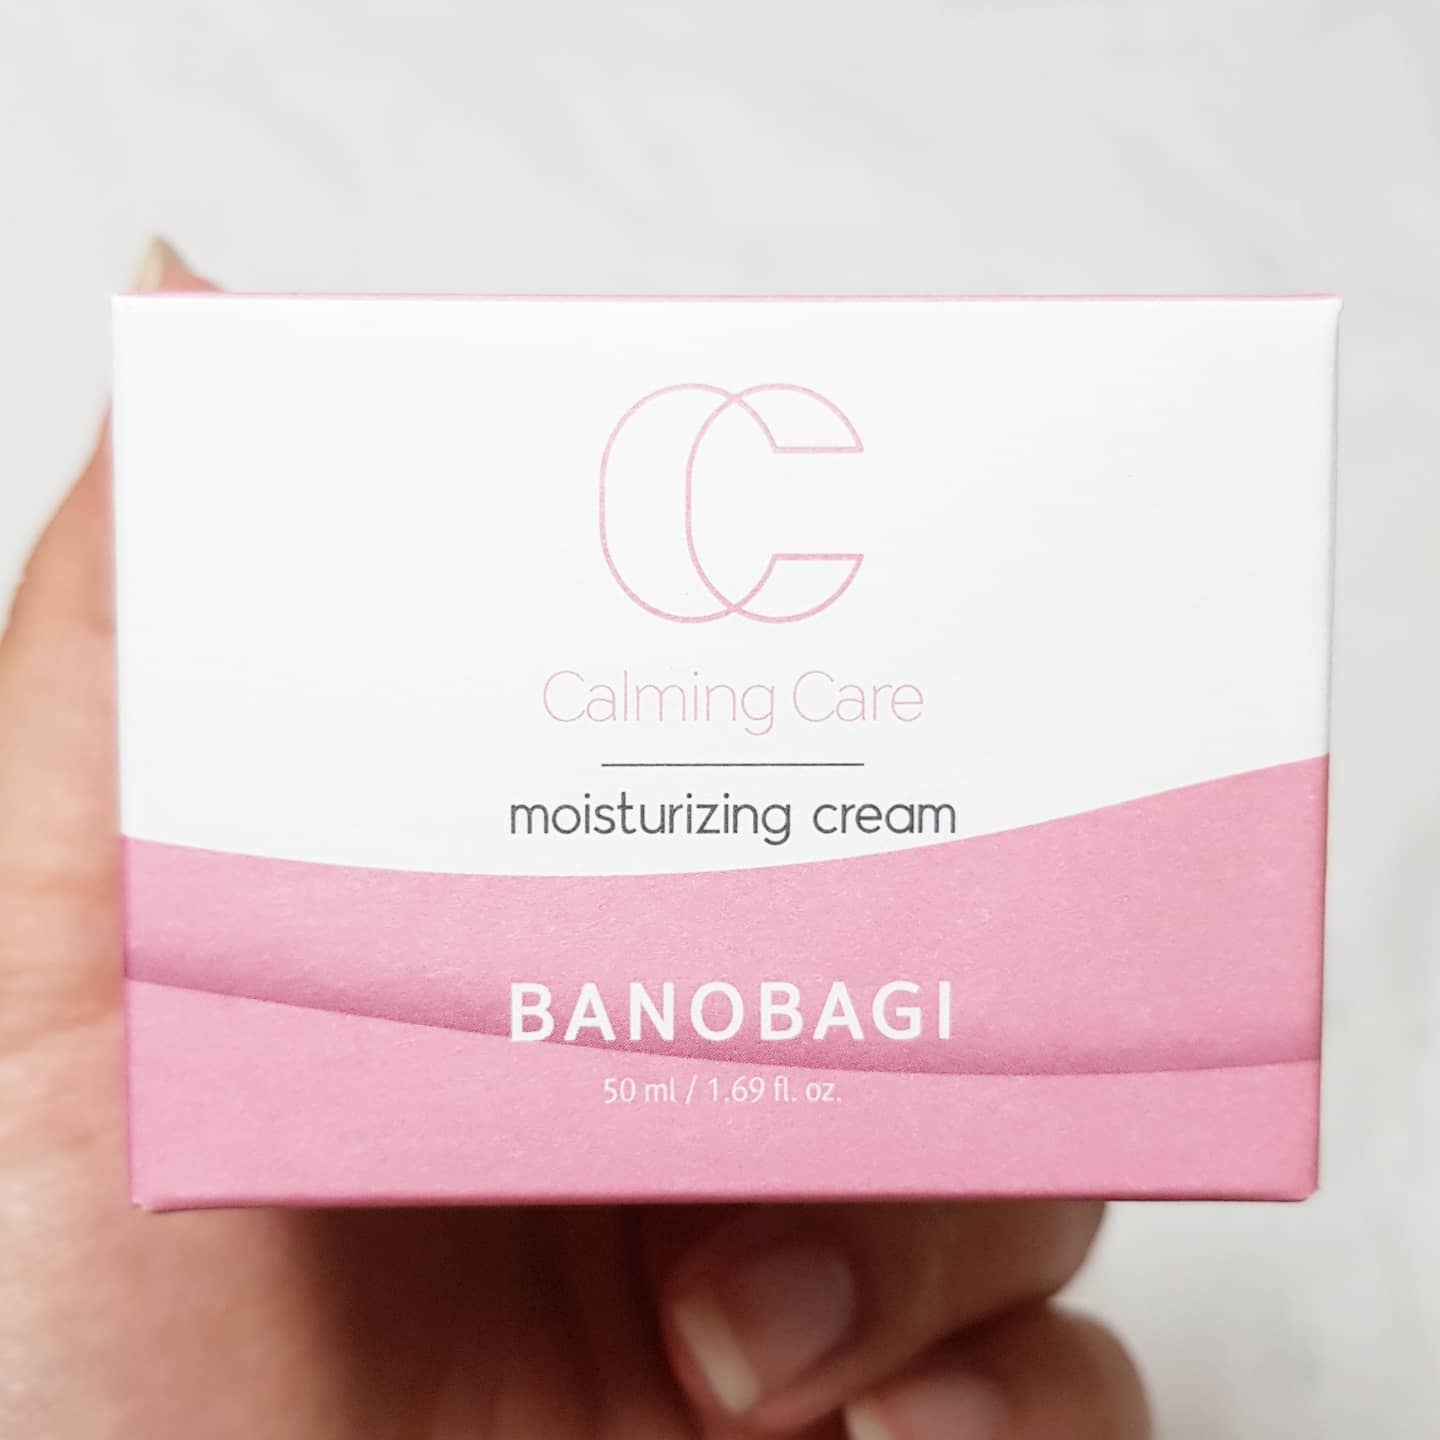 CC
Calming Care
moisturizing cream
BANOBAGI
50 ml / 1.69 fl. oz.